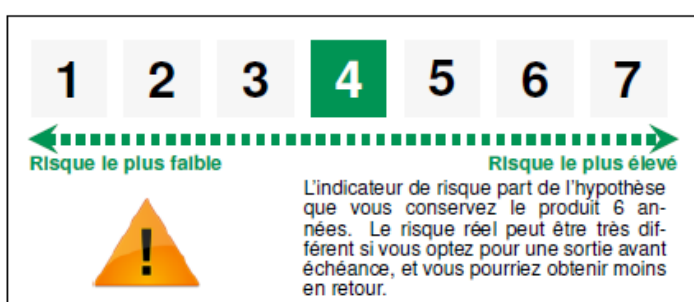 1 2 3 4 5 6 7
Risque le plus faible Risque le plus élevé
L'indicateur de risque part de l'hypothèse
que vous conservez le produit 6 an-
nées. Le risque réel peut être très dif-
férent si vous optez pour une sortie avant
échéance, et vous pourriez obtenir moins
en retour.
!